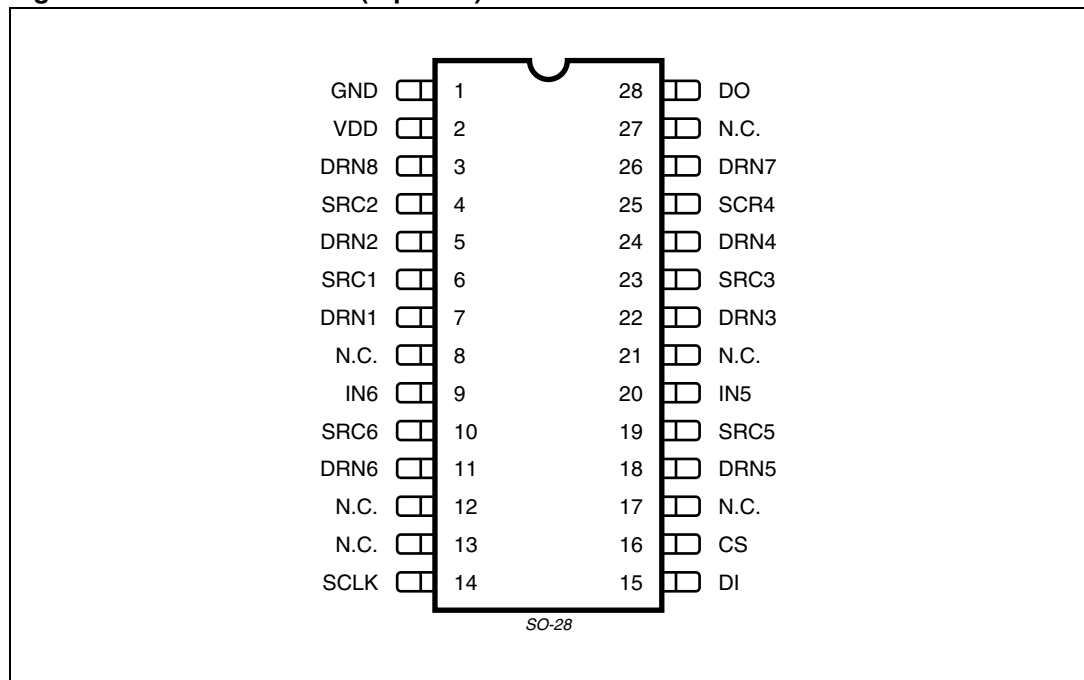 GND 1 28 DO
VDD 2 27 N.C.
DRN8 3 26 DRN7
SRC2 4 25 SCR4
DRN2 5 24 DRN4
SRC1 6 23 SRC3
DRN1 7 22 DRN3
N.C. 8 21 N.C.
IN6 9 20 IN5
SRC6 10 19 SRC5
DRN6 11 18 DRN5
N.C. 12 17 N.C.
N.C. 13 16 CS
SCLK 14 15 DI
SO-28